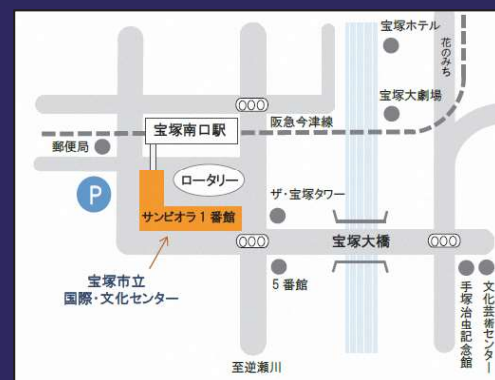 宝塚ホテル
花のみち
宝塚大劇場
阪急今津線
宝塚南口駅
郵便局
P
ロータリー
ザ・宝塚タワー
サンビオラ1番館
宝塚大橋
宝塚市立
国際・文化センター
5番館
手塚治虫記念館
文化芸術センター
至逆瀬川